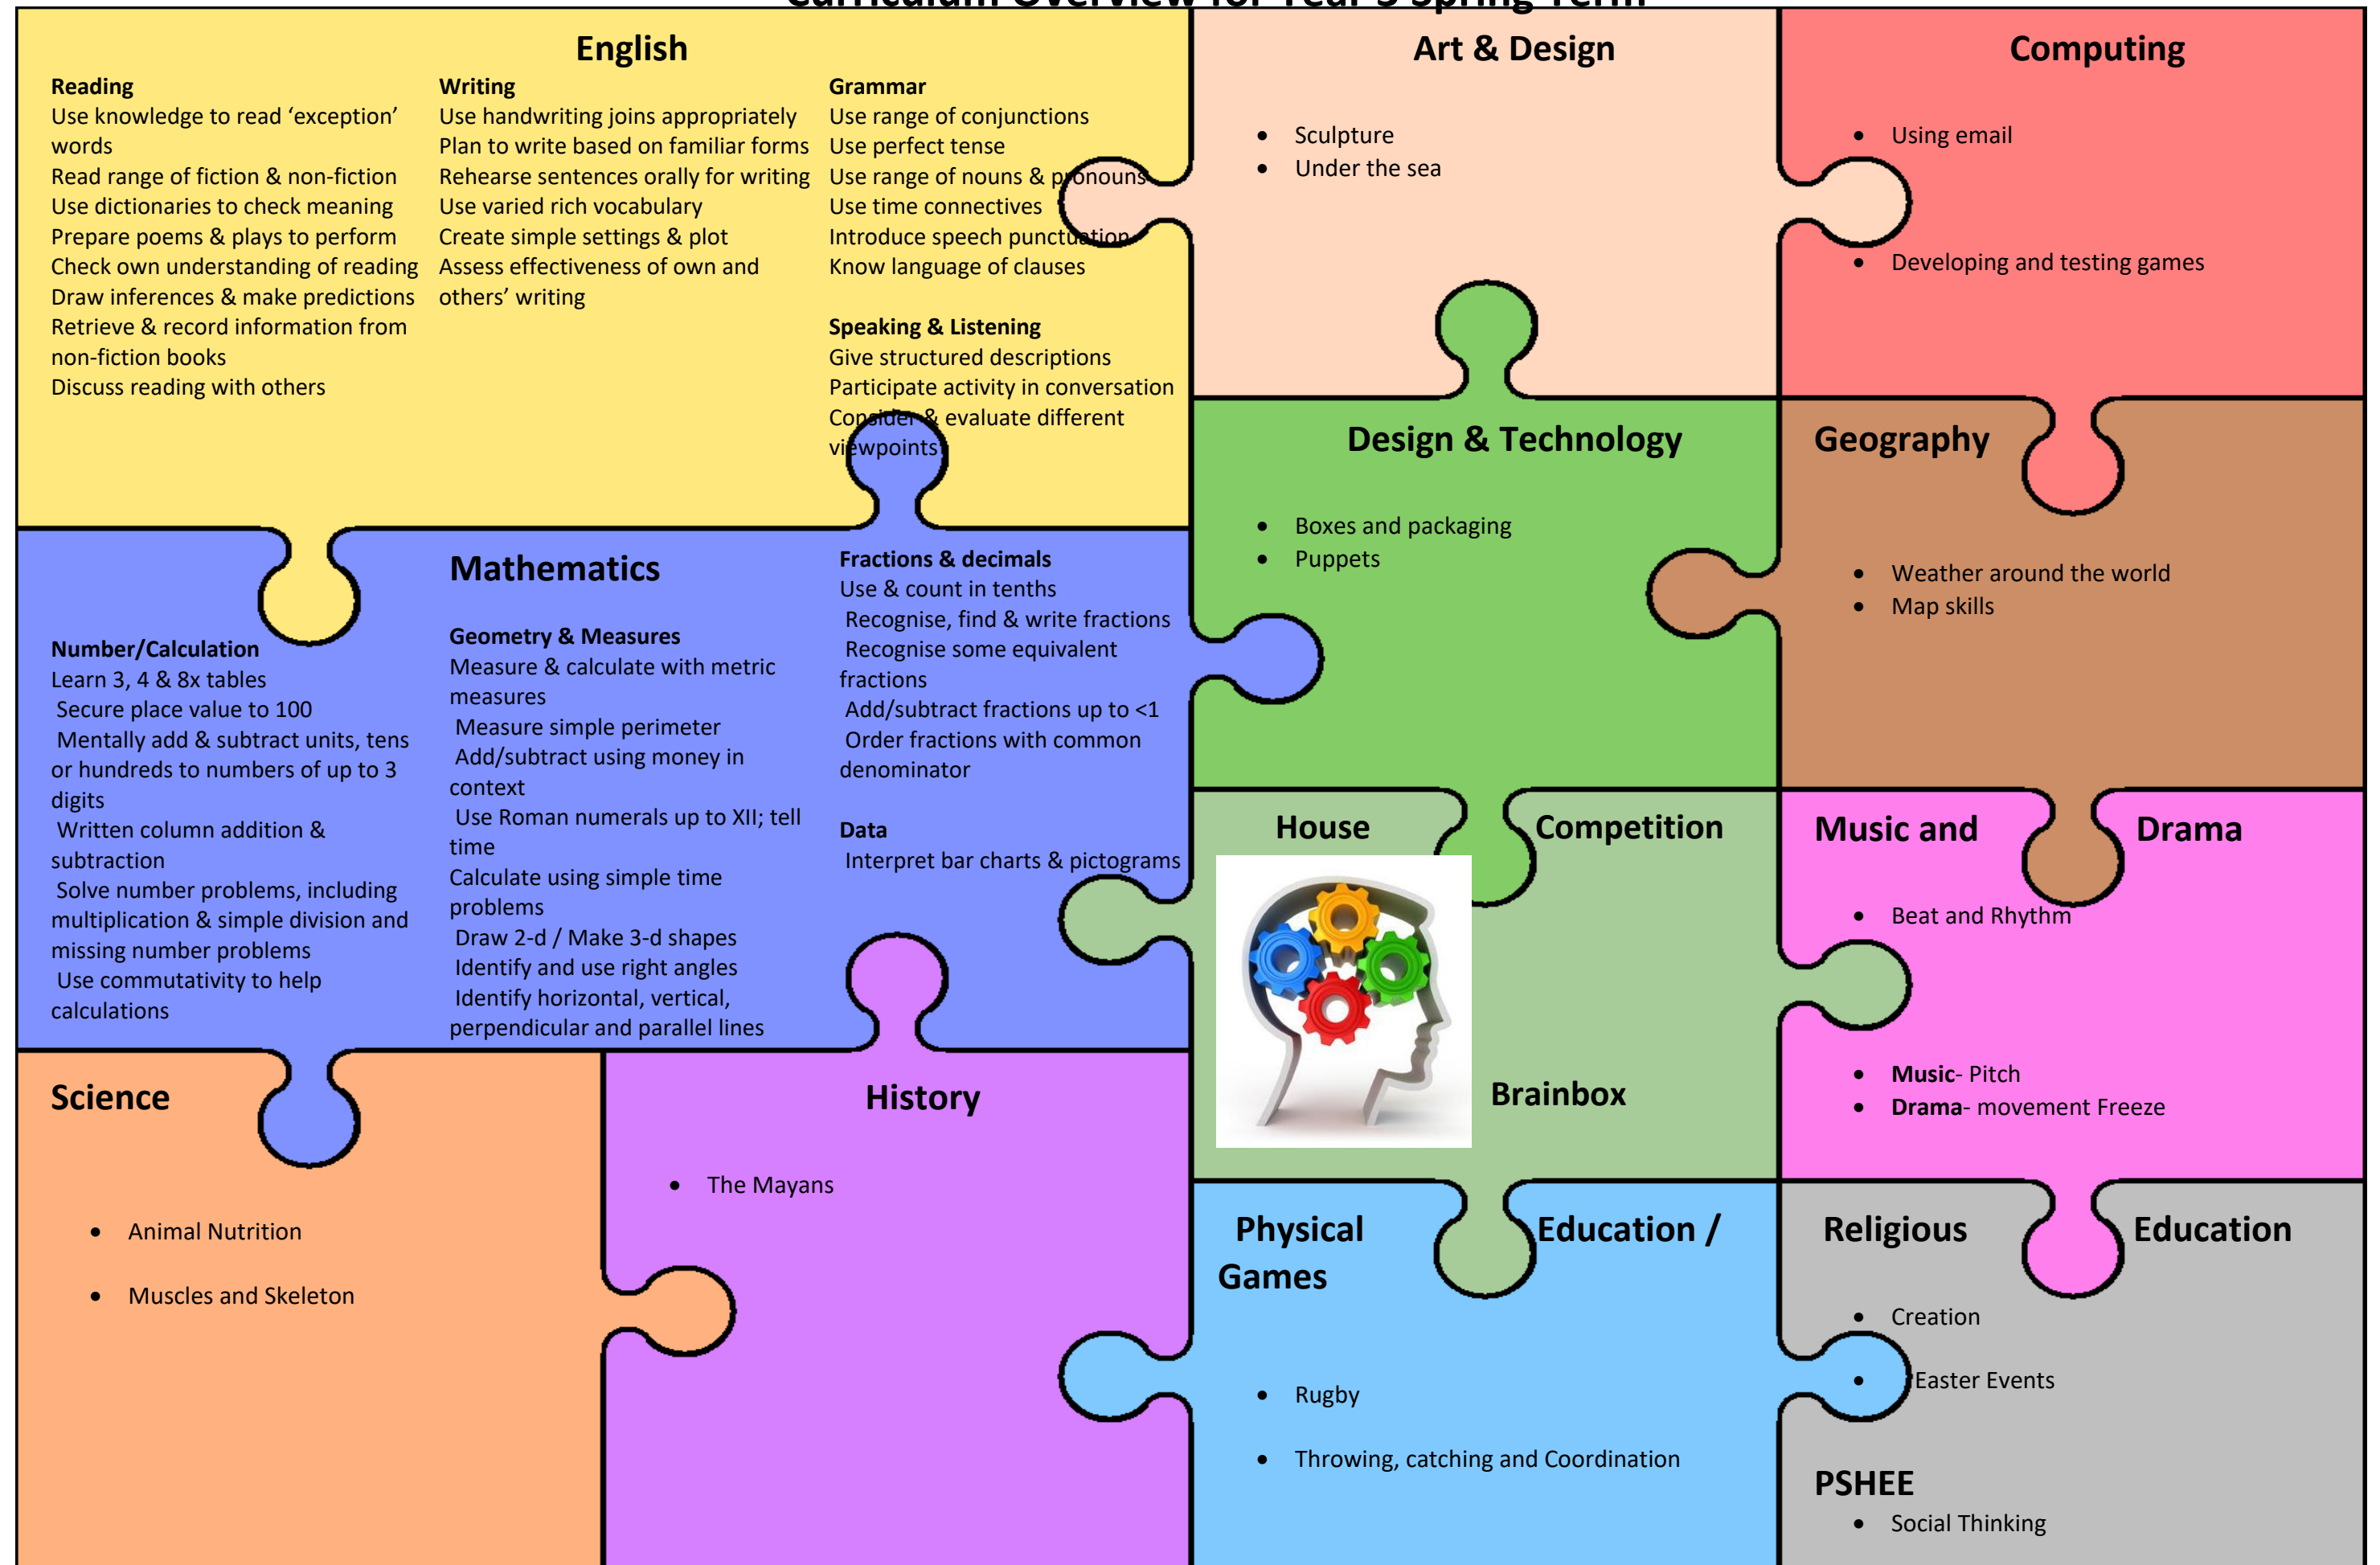 Curriculum Overview for Year 3 Spring Term
English
Reading
Use knowledge to read ‘exception’
words
Read range of fiction & non-fiction
Use dictionaries to check meaning
Prepare poems & plays to perform
Check own understanding of reading
Draw inferences & make predictions
Retrieve & record information from
non-fiction books
Discuss reading with others
Writing
Use handwriting joins appropriately
Plan to write based on familiar forms
Rehearse sentences orally for writing
Use varied rich vocabulary
Create simple settings & plot
Assess effectiveness of own and
others’ writing
Grammar
Use range of conjunctions
Use perfect tense
Use range of nouns & pronouns
Use time connectives
Introduce speech punctuation
Know language of clauses
Speaking & Listening
Give structured descriptions
Participate activity in conversation
Consider & evaluate different
viewpoints
Art & Design
• Sculpture
• Under the sea
Computing
• Using email
• Developing and testing games
Mathematics
Number/Calculation
Learn 3, 4 & 8x tables
Secure place value to 100
Mentally add & subtract units, tens
or hundreds to numbers of up to 3
digits
Written column addition &
subtraction
Solve number problems, including
multiplication & simple division and
missing number problems
Use commutativity to help
calculations
Geometry & Measures
Measure & calculate with metric
measures
Measure simple perimeter
Add/subtract using money in
context
Use Roman numerals up to XII; tell
time
Calculate using simple time
problems
Draw 2-d / Make 3-d shapes
Identify and use right angles
Identify horizontal, vertical,
perpendicular and parallel lines
Fractions & decimals
Use & count in tenths
Recognise, find & write fractions
Recognise some equivalent
fractions
Add/subtract fractions up to <1
Order fractions with common
denominator
Data
Interpret bar charts & pictograms
Design & Technology
• Boxes and packaging
• Puppets
Geography
• Weather around the world
• Map skills
House Competition
Brainbox
Music and Drama
• Beat and Rhythm
• Music- Pitch
• Drama- movement Freeze
Science
• Animal Nutrition
• Muscles and Skeleton
History
• The Mayans
Physical Education /
Games
• Rugby
• Throwing, catching and Coordination
Religious Education
• Creation
• Easter Events
PSHEE
• Social Thinking